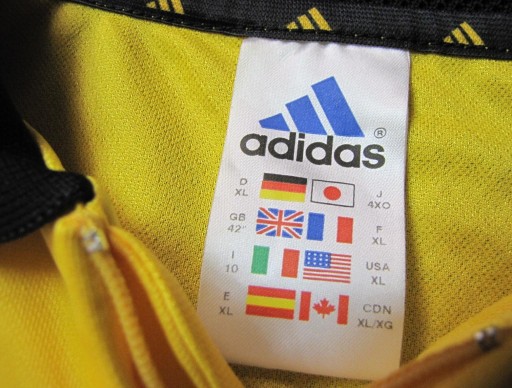 adidas ®
D XL J 4XO
GB 42" F XL
I 10 USA XL
E XL CDN XL/XG